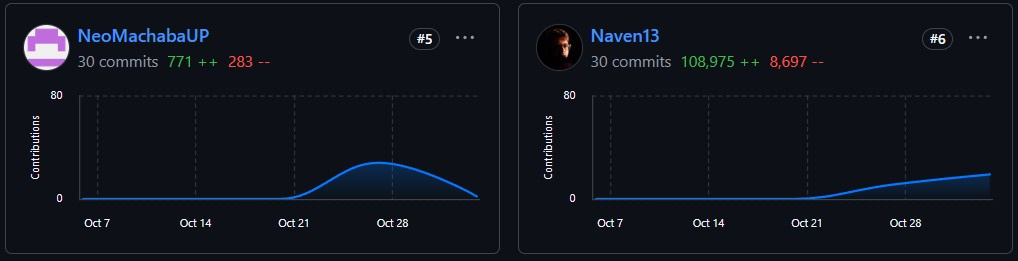 NeoMachabaUP #5 ...
30 commits 771 ++ 283 --
80
Contributions
0
Oct 7 Oct 14 Oct 21 Oct 28
Naven13 #6 ...
30 commits 108,975 ++ 8,697 --
80
Contributions
0
Oct 7 Oct 14 Oct 21 Oct 28